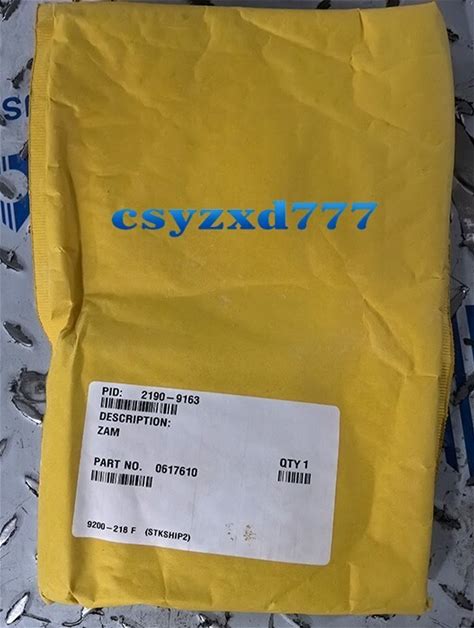 csyzxd777
PID: 2190-9163
DESCRIPTION:
ZAM
PART NO. 0617610 QTY 1
9200-218 F (STKSHIP2)